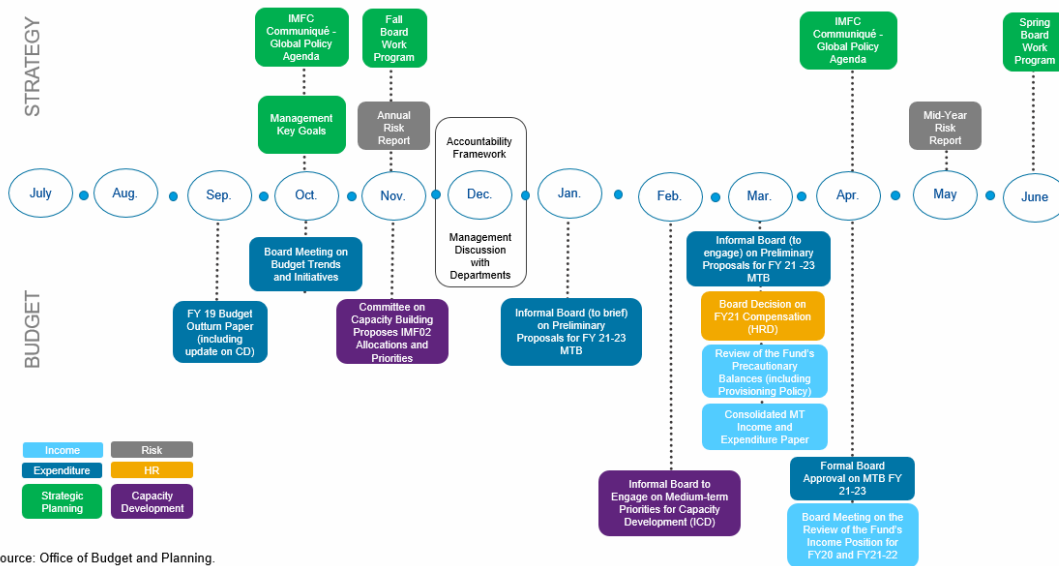 STRATEGY
IMFC
Communiqué -
Global Policy
Agenda
Fall
Board
Work
Program
IMFC
Communiqué -
Global Policy
Agenda
Spring
Board
Work
Program
Management
Key Goals
Annual
Risk
Report
Accountability
Framework
Mid-Year
Risk
Report
July
Aug.
Sep.
Oct.
Nov.
Dec.
Jan.
Feb.
Mar.
Apr.
May
June
BUDGET
Board Meeting on
Budget Trends
and Initiatives
Management
Discussion
with
Departments
Informal Board (to
engage) on Preliminary
Proposals for FY 21 -23
MTB
FY 19 Budget
Outturn Paper
(including
update on CD)
Committee on
Capacity Building
Proposes IMF02
Allocations and
Priorities
Informal Board (to brief)
on Preliminary
Proposals for FY 21-23
MTB
Board Decision on
FY21 Compensation
(HRD)
Review of the Fund's
Precautionary
Balances (including
Provisioning Policy)
Consolidated MT
Income and
Expenditure Paper
Income
Risk
Expenditure
HR
Strategic
Planning
Capacity
Development
Informal Board to
Engage on Medium-term
Priorities for Capacity
Development (ICD)
Formal Board
Approval on MTB FY
21-23
Board Meeting on the
Review of the Fund's
Income Position for
FY20 and FY21-22
ource: Office of Budget and Planning.